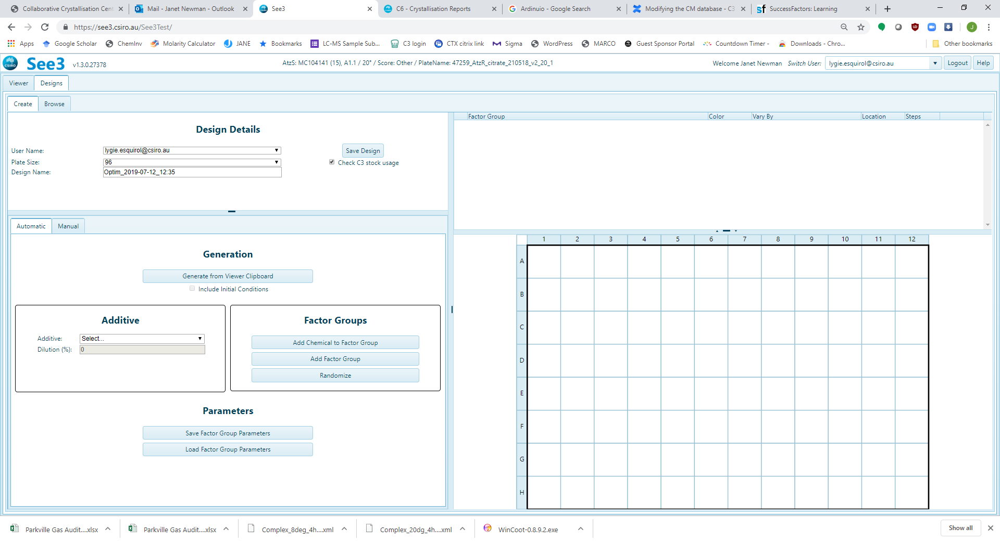 Collaborative Crystallisation Cent
Mail - Janet Newman - Outlook
See3
C6 - Crystallisation Reports
Ardinuio - Google Search
Modifying the CM database - C3
SuccessFactors: Learning
https://see3.csiro.au/See3Test/
Apps
Google Scholar
ChemInv
Molarity Calculator
JANE
Bookmarks
LC-MS Sample Sub...
C3 login
CTX citrix link
Sigma
WordPress
MARCO
Guest Sponsor Portal
Countdown Timer -
Downloads - Chro...
Other bookmarks
CSIRO
See3 v1.3.0.27378
AtzS: MC104141 (15), A1.1 / 20° / Score: Other / PlateName: 47259_AtzR_citrate_210518_v2_20_1
Welcome Janet Newman Switch User: lygie.esquirol@csiro.au
Logout
Help
Viewer
Designs
Create
Browse
Design Details
User Name: lygie.esquirol@csiro.au
Save Design
Plate Size: 96
Check C3 stock usage
Design Name: Optim_2019-07-12_12:35
Factor Group Color Vary By Location Steps
Automatic
Manual
Generation
Generate from Viewer Clipboard
Include Initial Conditions
Additive
Additive: Select...
Dilution (%): 0
Factor Groups
Add Chemical to Factor Group
Add Factor Group
Randomize
Parameters
Save Factor Group Parameters
Load Factor Group Parameters
1 2 3 4 5 6 7 8 9 10 11 12
A
B
C
D
E
F
G
H
Parkville Gas Audit....xlsx
Parkville Gas Audit....xlsx
Complex_8deg_4h....xml
Complex_20dg_4h....xml
WinCoot-0.8.9.2.exe
Show all